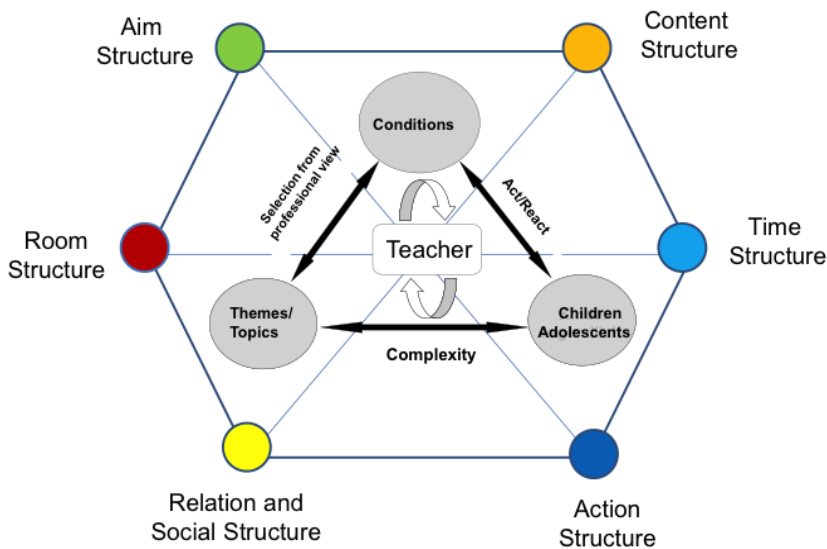 Aim
Structure
Content
Structure
Conditions
Selection from
professional view
Act/React
Room
Structure
Teacher
Time
Structure
Themes/
Topics
Children
Adolescents
Complexity
Relation and
Social Structure
Action
Structure